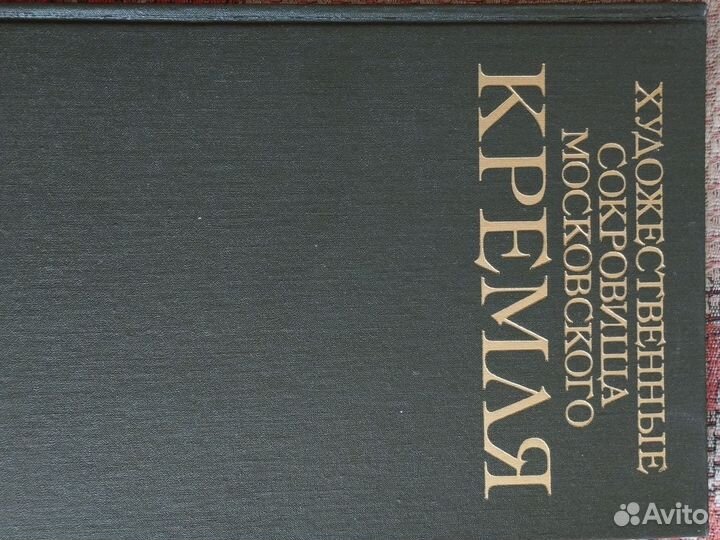 ХУДОЖЕСТВЕННЫЕ
СОКРОВИЩА
МОСКОВСКОГО
КРЕМЛЯ
Avito